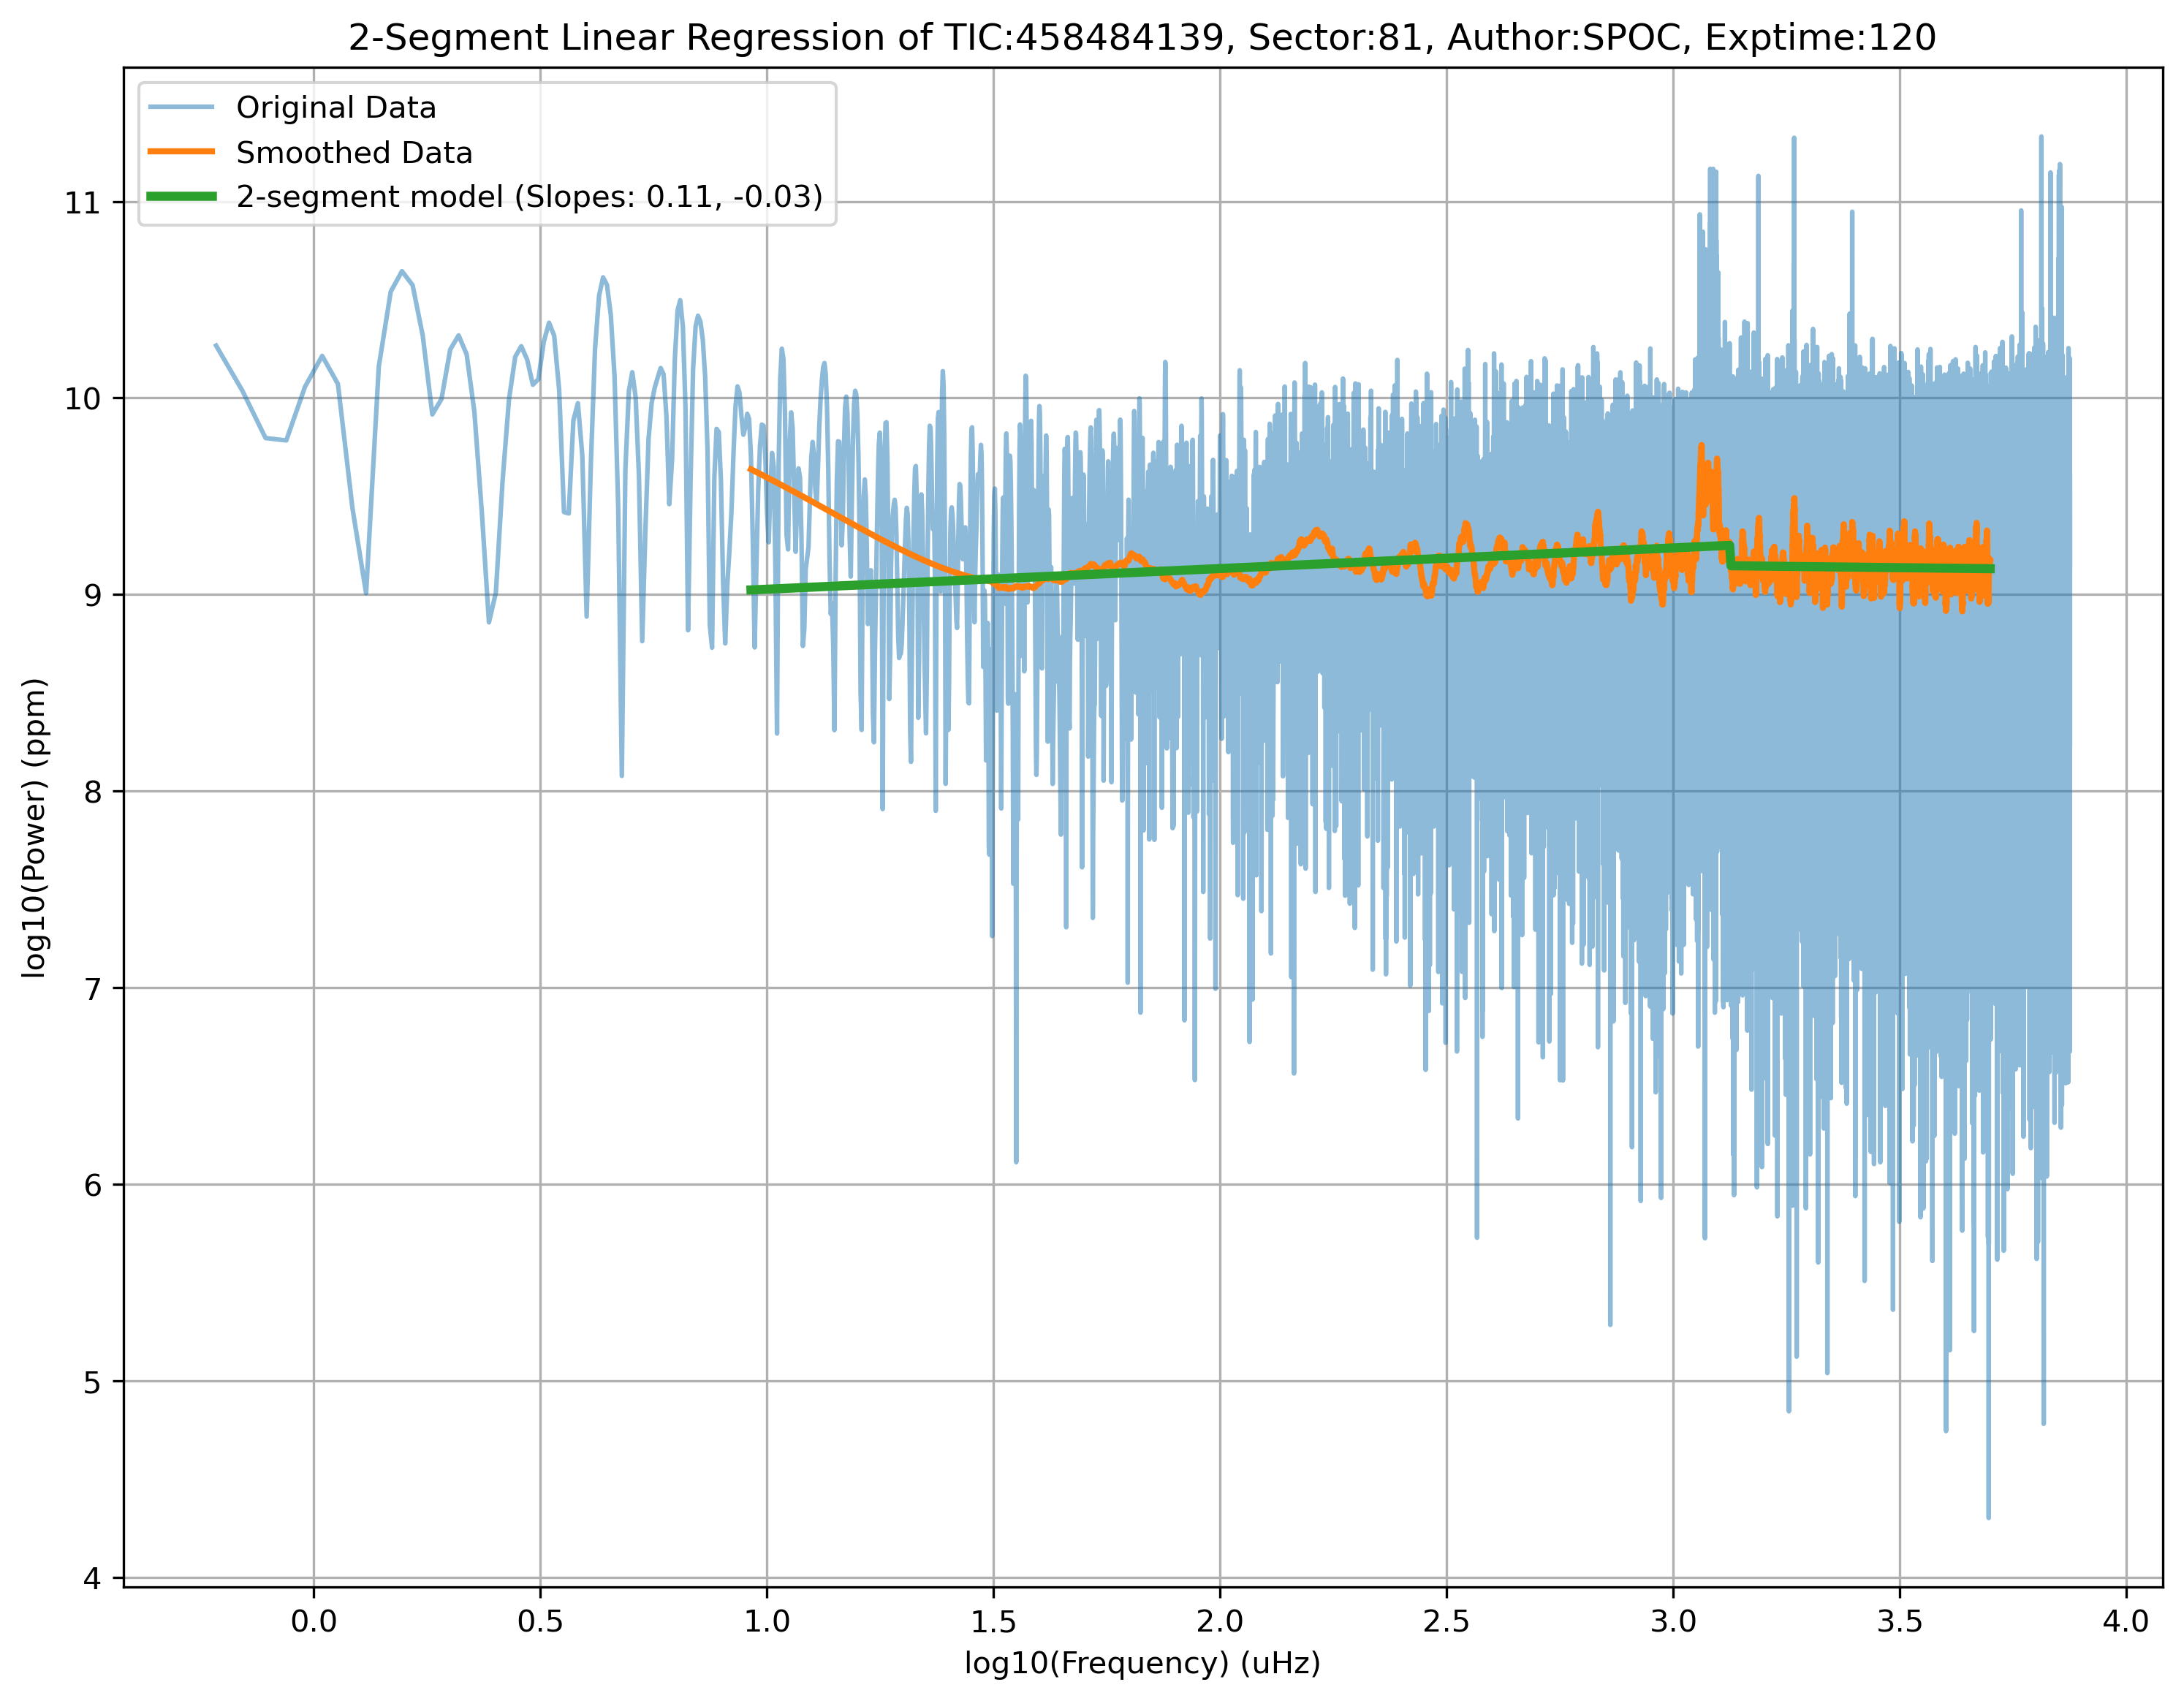 2-Segment Linear Regression of TIC:458484139, Sector:81, Author:SPOC, Exptime:120
Original Data
Smoothed Data
2-segment model (Slopes: 0.11, -0.03)
11
10
9
8
7
6
5
4
log10(Power) (ppm)
0.0 0.5 1.0 1.5 2.0 2.5 3.0 3.5 4.0
log10(Frequency) (uHz)